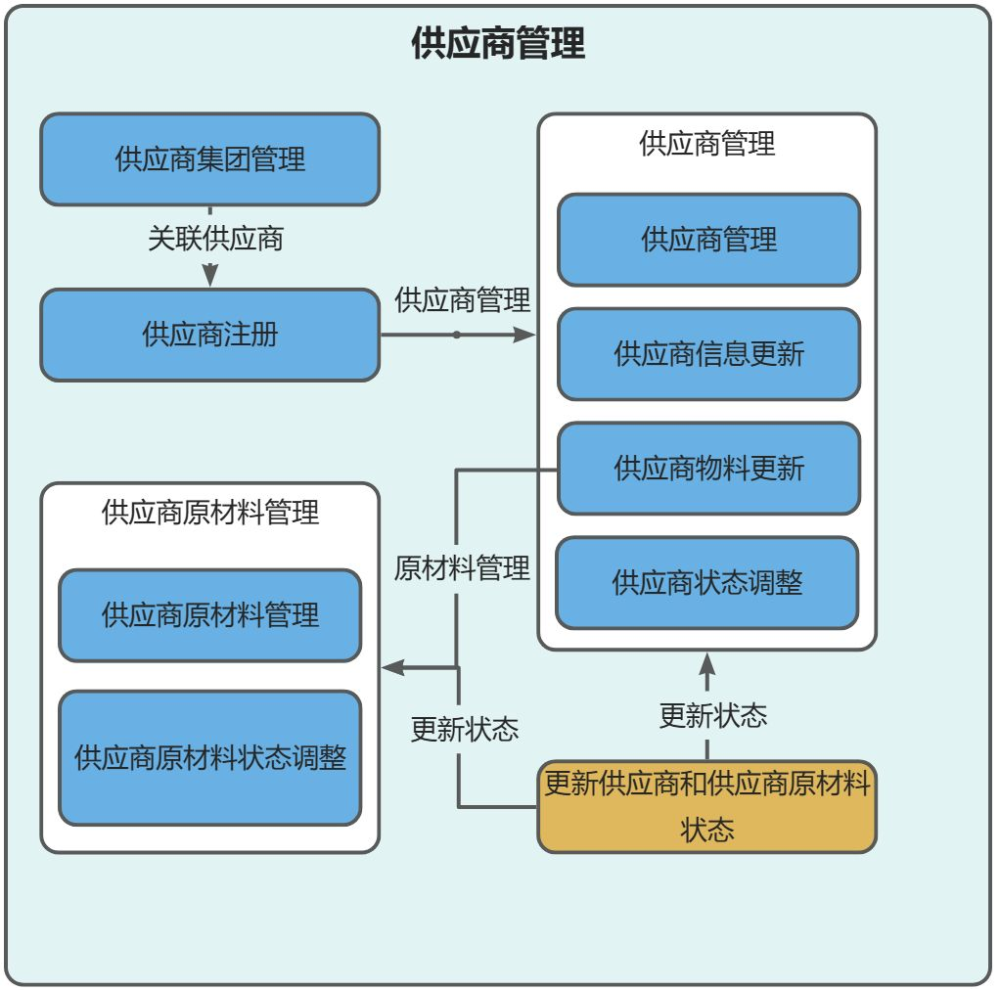 供应商管理
供应商集团管理
关联供应商
供应商注册
供应商管理
供应商管理
供应商管理
供应商信息更新
供应商物料更新
供应商状态调整
原材料管理
供应商原材料管理
供应商原材料管理
供应商原材料状态调整
更新状态
更新状态
更新供应商和供应商原材料
状态